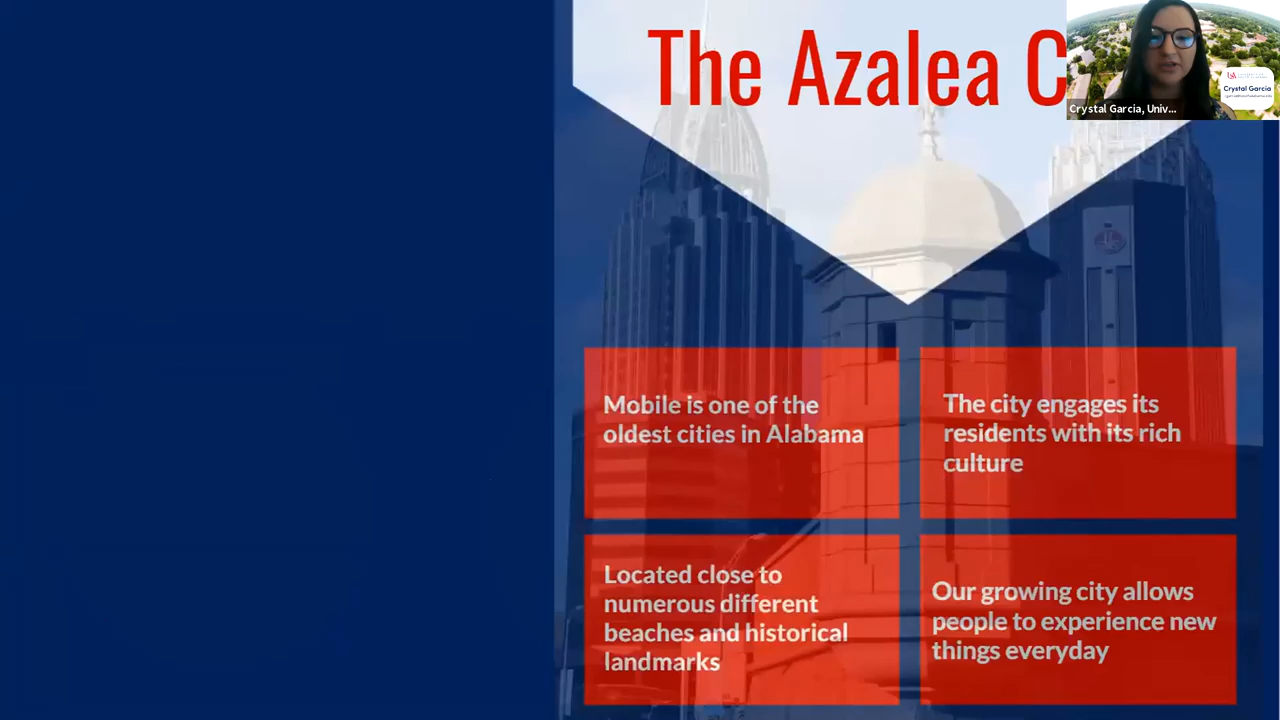 The Azalea C
Crystal Garcia, Univ...
Crystal Garcia
Mobile is one of the
oldest cities in Alabama
The city engages its
residents with its rich
culture
Located close to
numerous different
beaches and historical
landmarks
Our growing city allows
people to experience new
things everyday